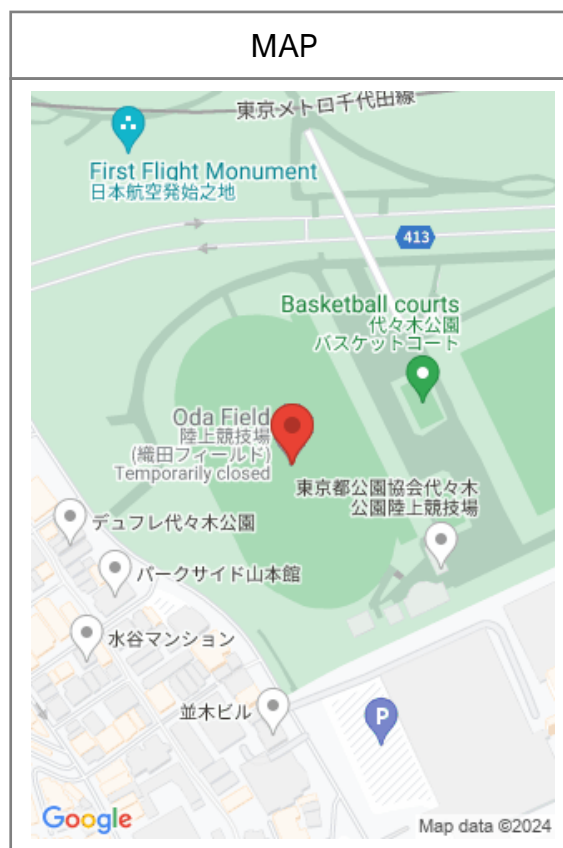 MAP
東京メトロ千代田線
First Flight Monument
日本航空発始之地
413
Basketball courts
代々木公園
バスケットコート
Oda Field
陸上競技場
(織田フィールド)
Temporarily closed
東京都公園協会代々木
公園陸上競技場
デュフレ代々木公園
パークサイド山本館
水谷マンション
並木ビル
P
Google
Map data ©2024